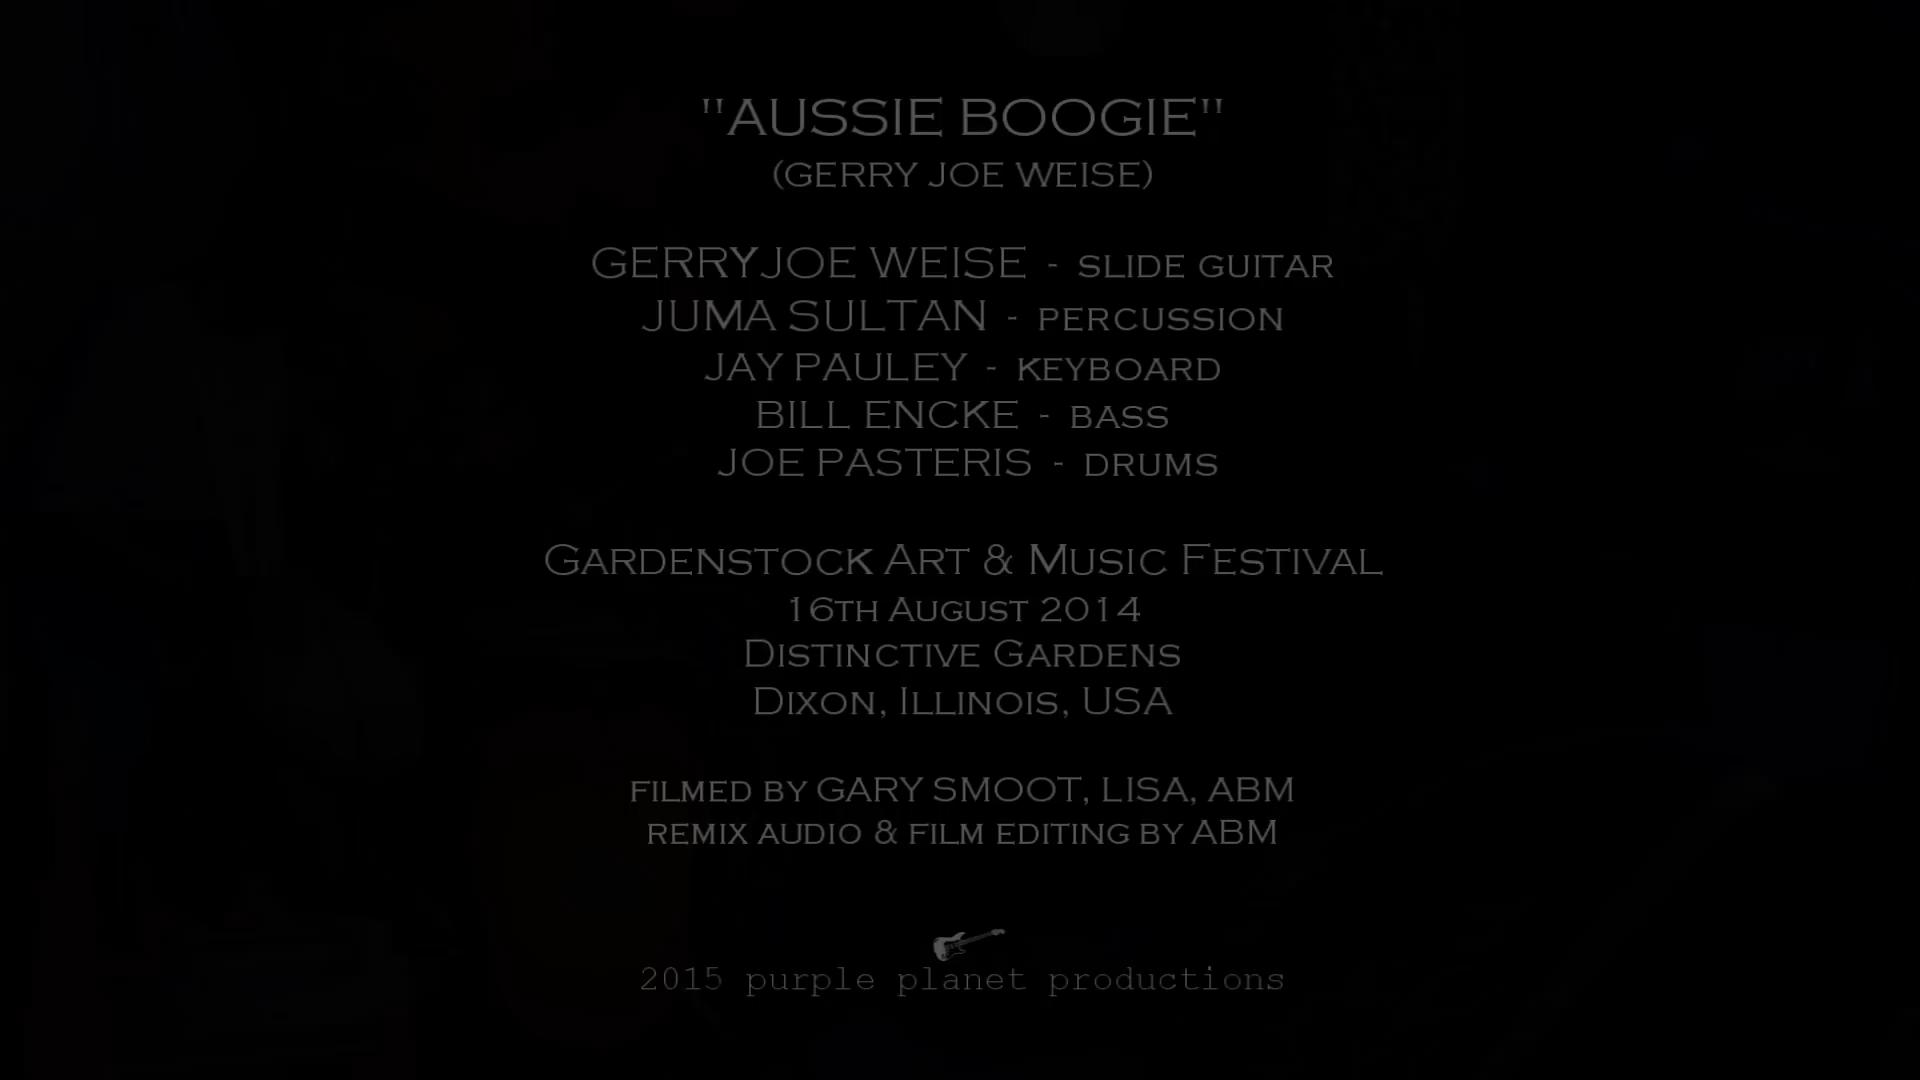 "AUSSIE BOOGIE"
(GERRY JOE WEISE)
GERRY JOE WEISE - SLIDE GUITAR
JUMA SULTAN - PERCUSSION
JAY PAULEY - KEYBOARD
BILL ENCKE - BASS
JOE PASTERIS - DRUMS
GARDENSTOCK ART & MUSIC FESTIVAL
16TH AUGUST 2014
DISTINCTIVE GARDENS
DIXON, ILLINOIS, USA
FILMED BY GARY SMOOT, LISA, ABM
REMIX AUDIO & FILM EDITING BY ABM
2015 purple planet productions